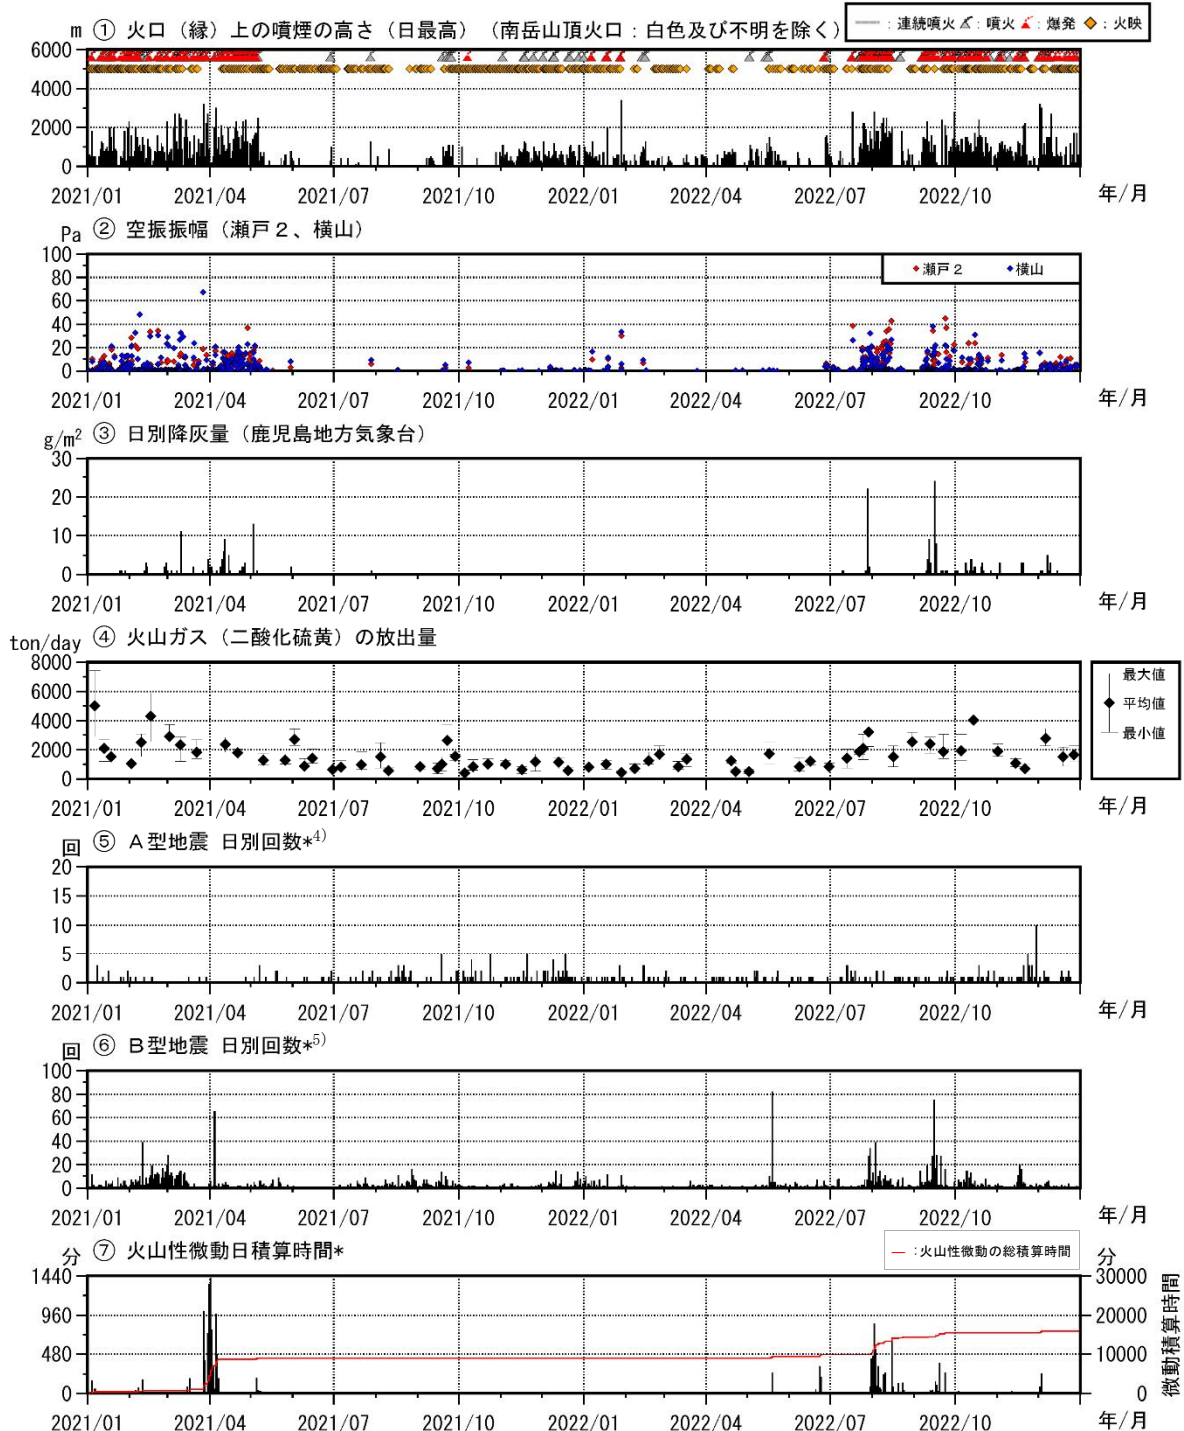 m ① 火口（縁）上の噴煙の高さ（日最高）（南岳山頂火口：白色及び不明を除く）
：連続噴火 ：噴火 ：爆発 ：火映
6000
4000
2000
0
2021/01 2021/04 2021/07 2021/10 2022/01 2022/04 2022/07 2022/10 年/月
Pa ② 空振振幅（瀬戸２、横山）
瀬戸２ 横山
100
80
60
40
20
0
2021/01 2021/04 2021/07 2021/10 2022/01 2022/04 2022/07 2022/10 年/月
g/m² ③ 日別降灰量（鹿児島地方気象台）
30
20
10
0
2021/01 2021/04 2021/07 2021/10 2022/01 2022/04 2022/07 2022/10 年/月
ton/day ④ 火山ガス（二酸化硫黄）の放出量
8000
6000
4000
2000
0
最大値
平均値
最小値
2021/01 2021/04 2021/07 2021/10 2022/01 2022/04 2022/07 2022/10 年/月
回 ⑤ Ａ型地震 日別回数*4)
20
15
10
5
0
2021/01 2021/04 2021/07 2021/10 2022/01 2022/04 2022/07 2022/10 年/月
回 ⑥ Ｂ型地震 日別回数*5)
100
80
60
40
20
0
2021/01 2021/04 2021/07 2021/10 2022/01 2022/04 2022/07 2022/10 年/月
分 ⑦ 火山性微動日積算時間*
：火山性微動の総積算時間 分
1440 30000
960 20000
480 10000
0 0
微動積算時間
2021/01 2021/04 2021/07 2021/10 2022/01 2022/04 2022/07 2022/10 年/月